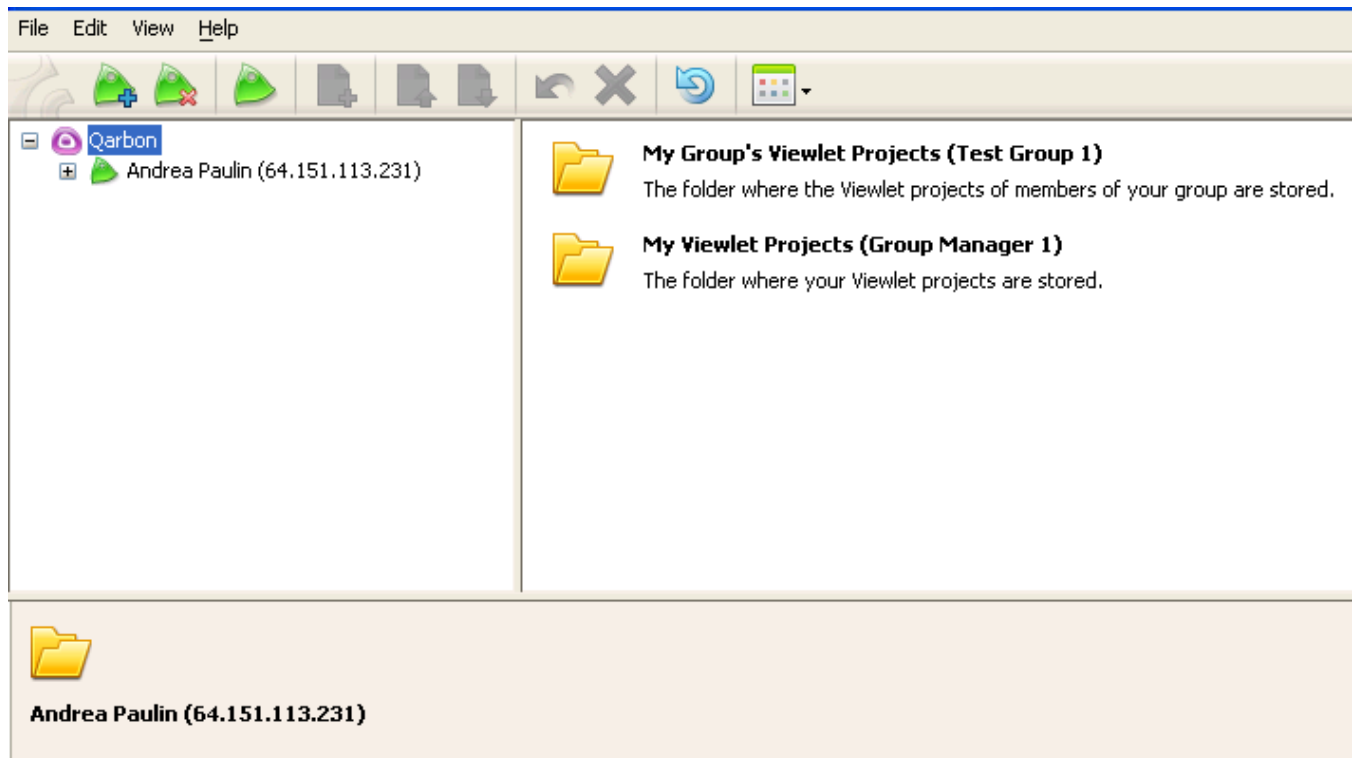 File Edit View Help
Qarbon
Andrea Paulin (64.151.113.231)
My Group's Viewlet Projects (Test Group 1)
The folder where the Viewlet projects of members of your group are stored.
My Viewlet Projects (Group Manager 1)
The folder where your Viewlet projects are stored.
Andrea Paulin (64.151.113.231)